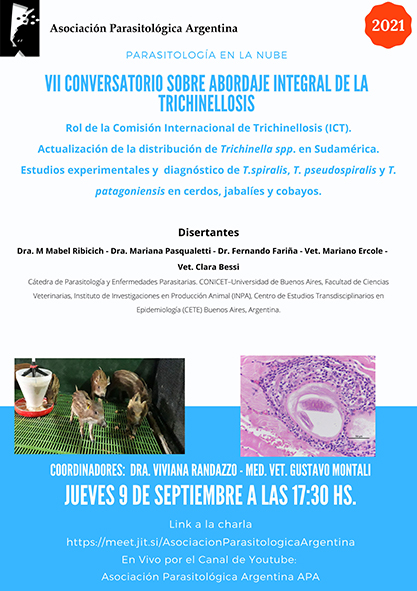 Asociación Parasitológica Argentina
2021
PARASITOLOGÍA EN LA NUBE
VII CONVERSATORIO SOBRE ABORDAJE INTEGRAL DE LA
TRICHINELLOSIS
Rol de la Comisión Internacional de Trichinellosis (ICT).
Actualización de la distribución de Trichinella spp. en Sudamérica.
Estudios experimentales y diagnóstico de T.spiralis, T. pseudospiralis y T.
patagoniensis en cerdos, jabalíes y cobayos.
Disertantes
Dra. M Mabel Ribicich - Dra. Mariana Pasqualetti - Dr. Fernando Fariña - Vet. Mariano Ercole -
Vet. Clara Bessi
Cátedra de Parasitología y Enfermedades Parasitarias. CONICET–Universidad de Buenos Aires, Facultad de Ciencias
Veterinarias, Instituto de Investigaciones en Producción Animal (INPA), Centro de Estudios Transdisciplinarios en
Epidemiología (CETE) Buenos Aires, Argentina.
COORDINADORES: DRA. VIVIANA RANDAZZO - MED. VET. GUSTAVO MONTALI
JUEVES 9 DE SEPTIEMBRE A LAS 17:30 HS.
Link a la charla
https://meet.jit.si/AsociacionParasitologicaArgentina
En Vivo por el Canal de Youtube:
Asociación Parasitológica Argentina APA